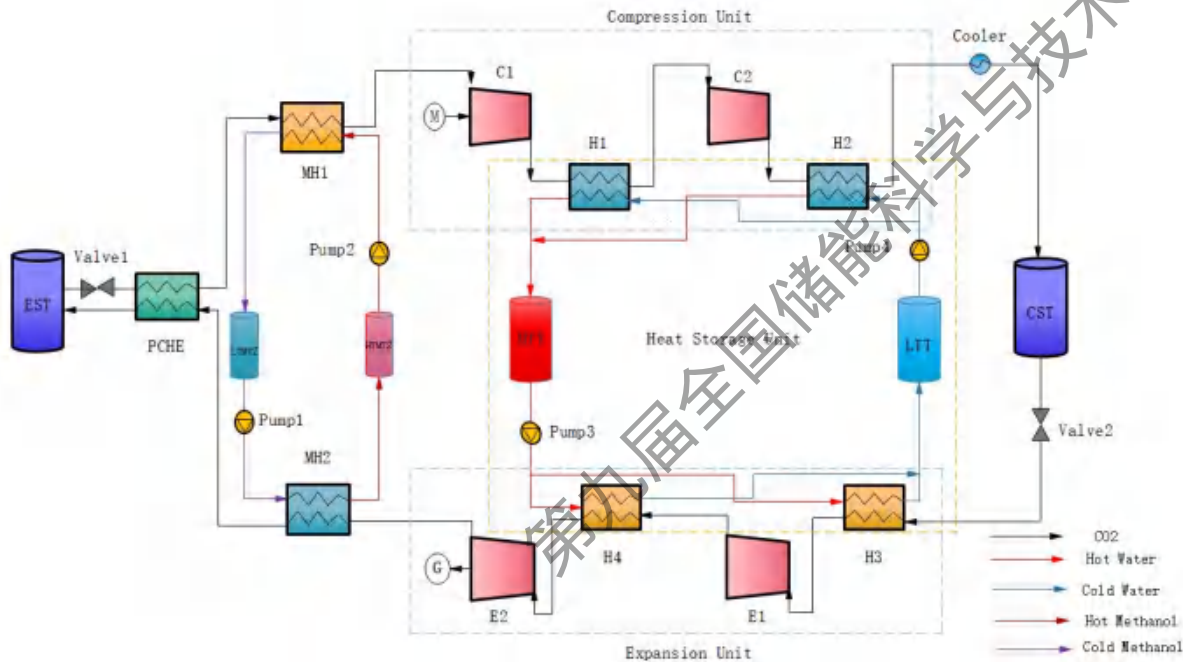 Compression Unit
Cooler
C1
C2
M
H1
H2
MH1
Pump2
Pump4
Valve1
EST
PCHE
Heat Storage Unit
LTT
CST
Pump1
Pump3
Valve2
MH2
H4
H3
G
E2
E1
Expansion Unit
CO2
Hot Water
Cold Water
Hot Methanol
Cold Methanol
第九届全国储能科学与技术